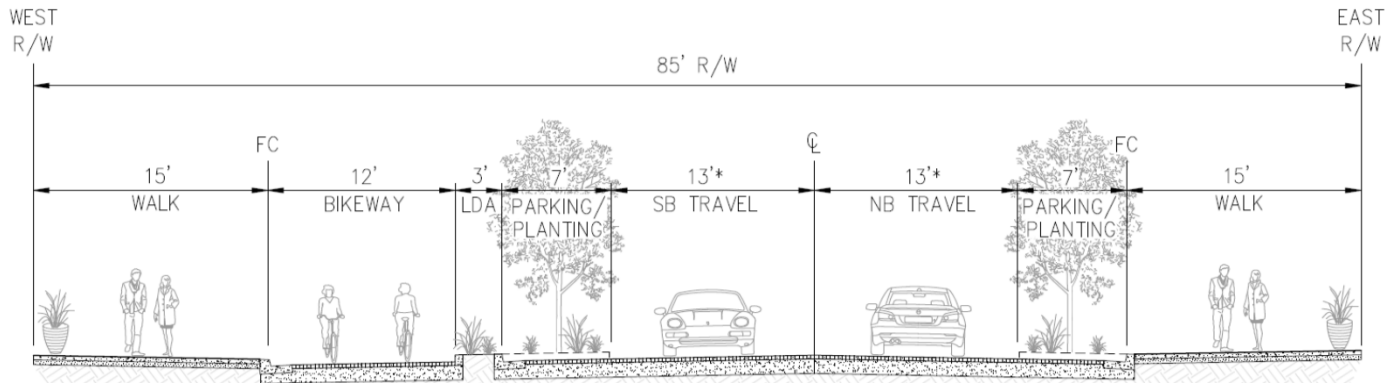 WEST
R/W
EAST
R/W
85' R/W
FC
℄
FC
15'
WALK
12'
BIKEWAY
3'
LDA
7'
PARKING/
PLANTING
13'*
SB TRAVEL
13'*
NB TRAVEL
7'
PARKING/
PLANTING
15'
WALK